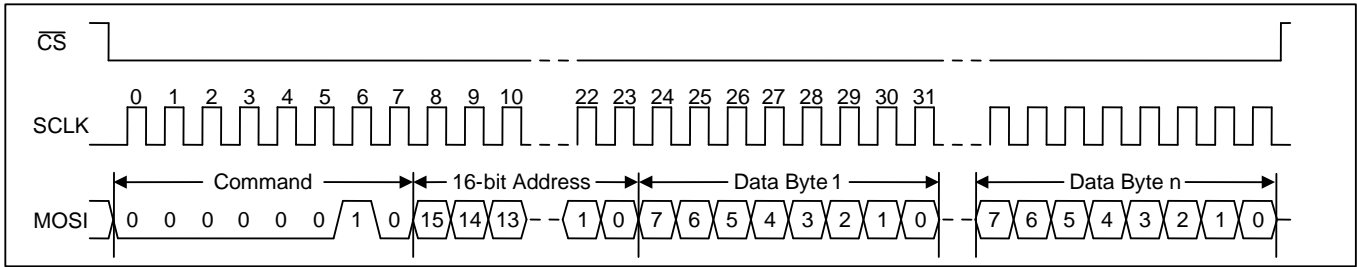 CS
0 1 2 3 4 5 6 7 8 9 10 22 23 24 25 26 27 28 29 30 31
SCLK
Command 16-bit Address Data Byte 1 Data Byte n
MOSI 0 0 0 0 0 0 1 0 15 14 13 1 0 7 6 5 4 3 2 1 0 7 6 5 4 3 2 1 0